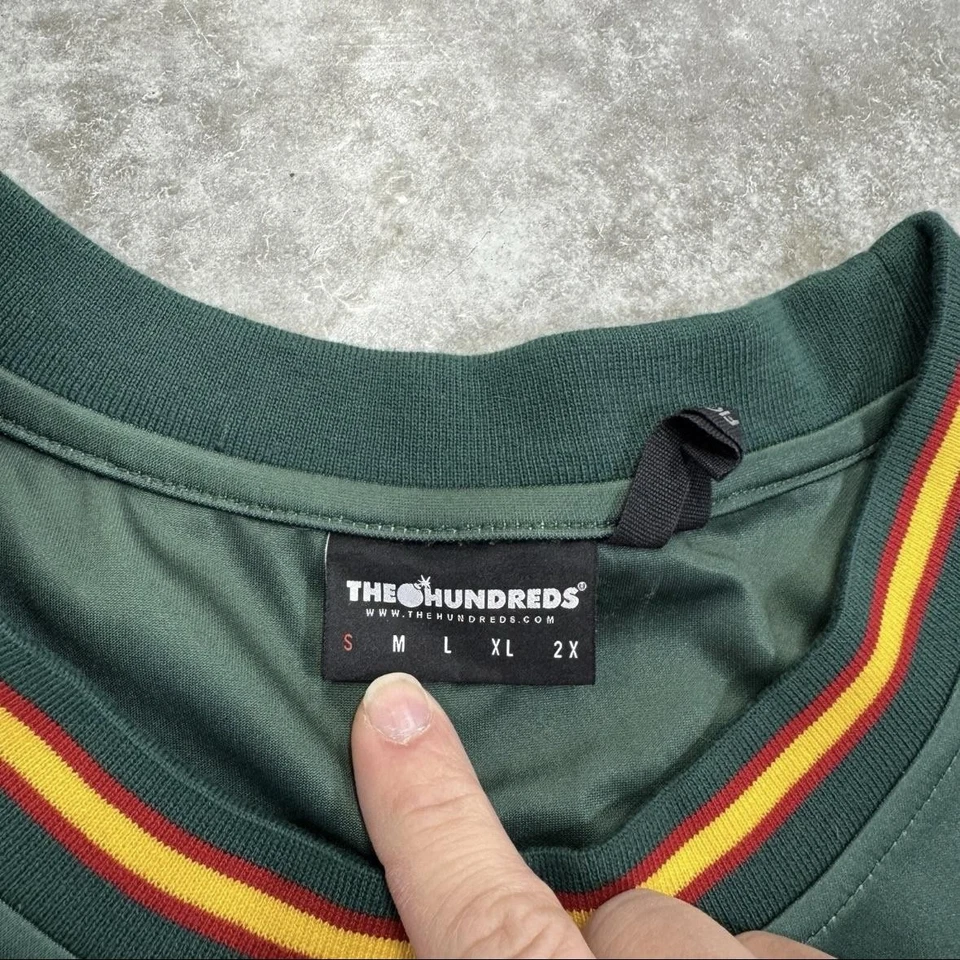 THE HUNDREDS®
WWW.THEHUNDREDS.COM
S M L XL 2X